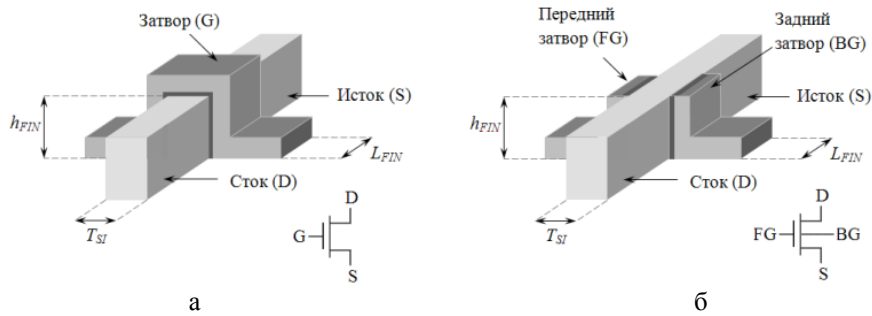 Затвор (G)
Исток (S)
h_FIN
L_FIN
Сток (D)
T_SI
D
G
S
а
Передний
затвор (FG)
Задний
затвор (BG)
Исток (S)
h_FIN
L_FIN
Сток (D)
T_SI
D
FG
BG
S
б